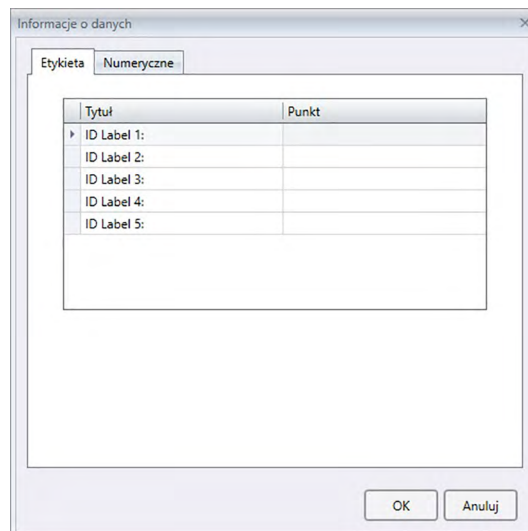 Informacje o danych
Etykieta Numeryczne
Tytuł Punkt
ID Label 1:
ID Label 2:
ID Label 3:
ID Label 4:
ID Label 5:
OK Anuluj